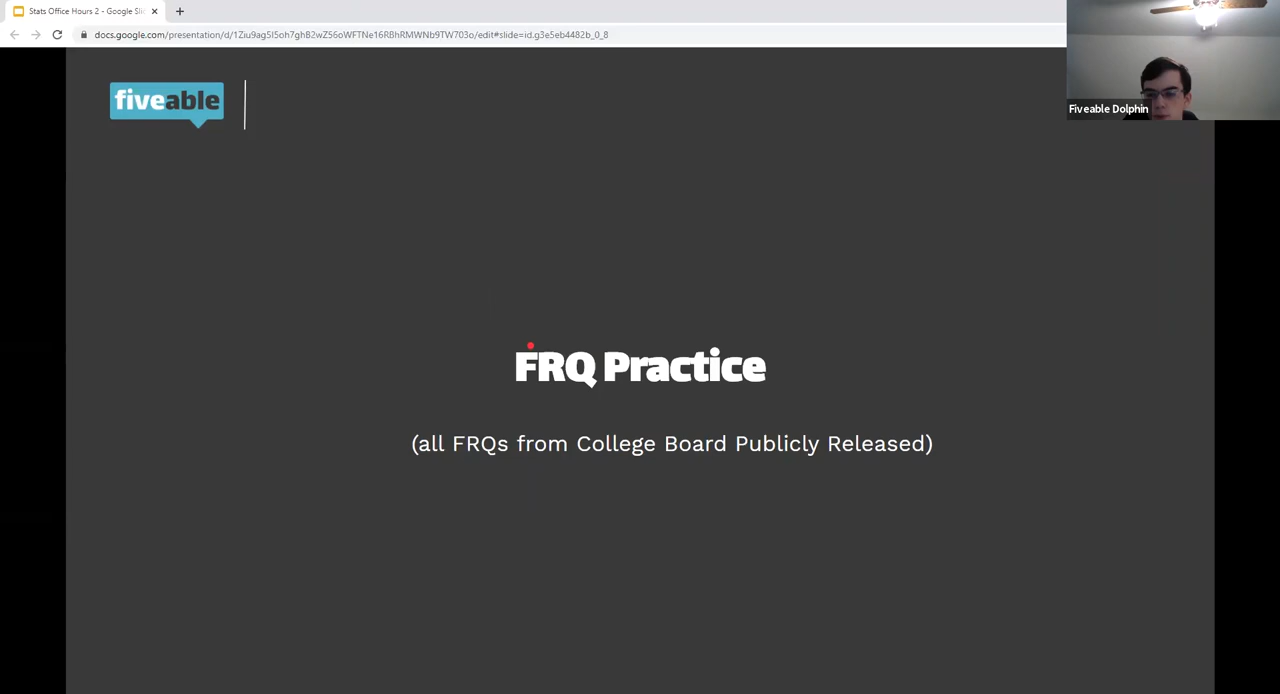 Stats Office Hours 2 - Google Slid
docs.google.com/presentation/d/1Ziu9ag5I5oh7ghB2wZ56oWFTNe16RBhRMWNb9TW703o/edit#slide=id.g3e5eb4482b_0_8
Fiveable Dolphin
fiveable
FRQ Practice
(all FRQs from College Board Publicly Released)